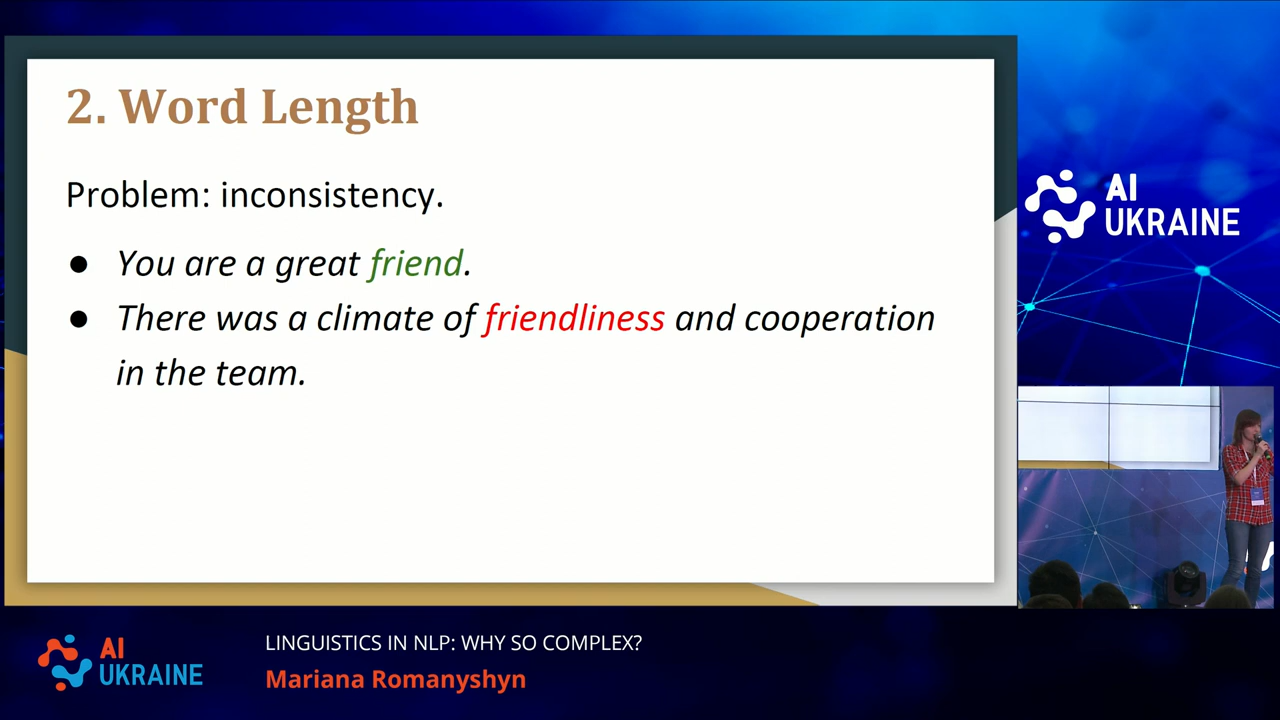 2. Word Length
Problem: inconsistency.
● You are a great friend.
● There was a climate of friendliness and cooperation
in the team.
AI
UKRAINE
AI
UKRAINE
LINGUISTICS IN NLP: WHY SO COMPLEX?
Mariana Romanyshyn